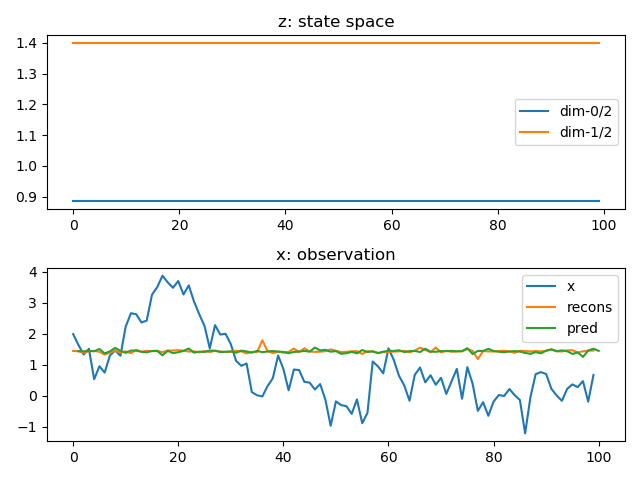 z: state space
1.4
1.3
1.2
1.1
1.0
0.9
dim-0/2
dim-1/2
0 20 40 60 80 100
x: observation
4
3
2
1
0
−1
x
recons
pred
0 20 40 60 80 100